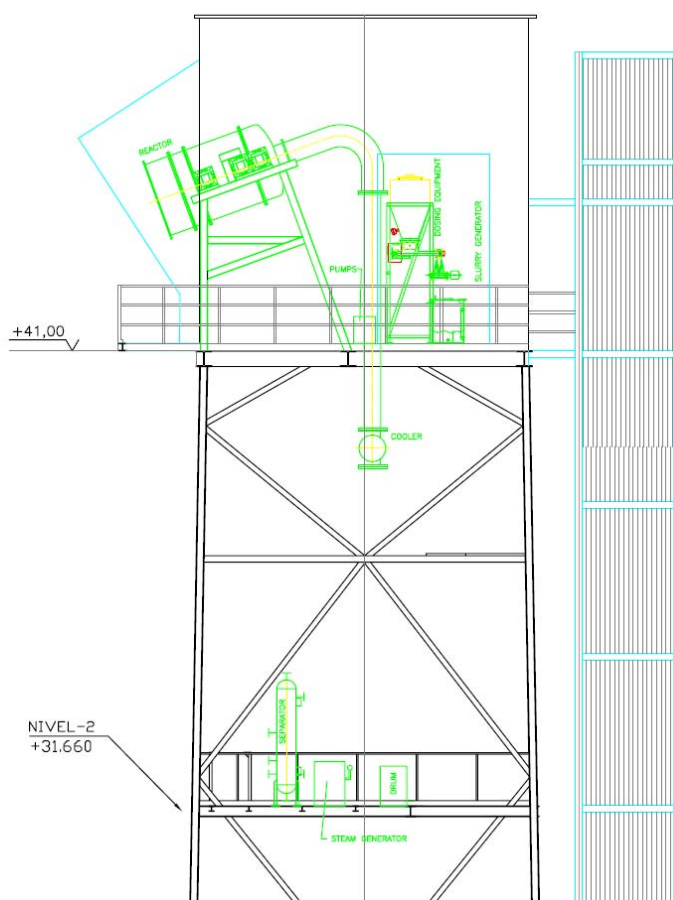 REACTOR
DOSING EQUIPMENT
SLURRY GENERATOR
PUMPS
+41,00
COOLER
NIVEL-2
+31.660
SEPARATOR
DRUM
STEAM GENERATOR